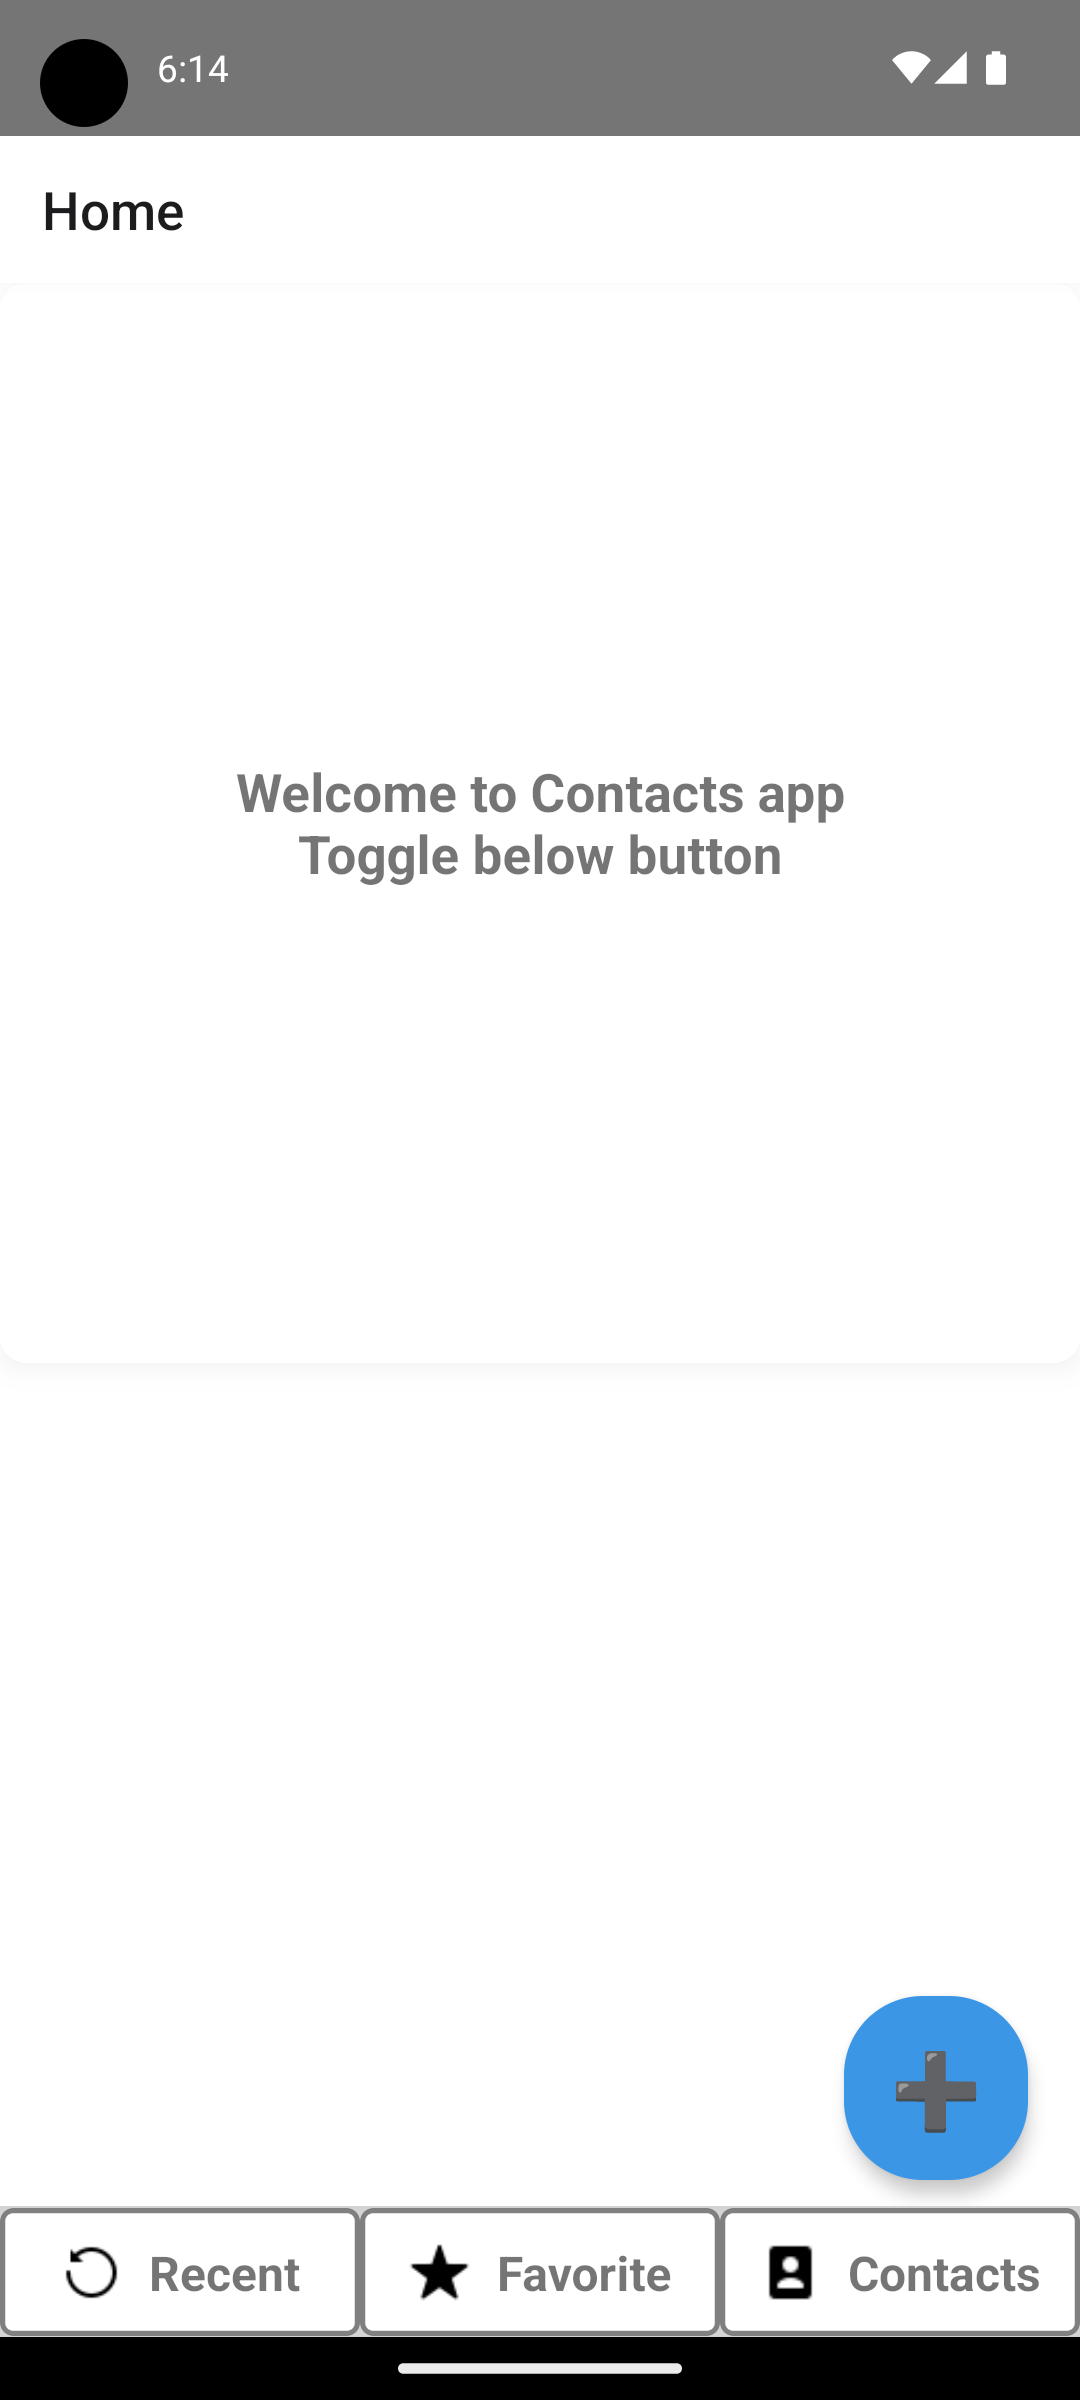 6:14
Home
Welcome to Contacts app
Toggle below button
Recent
Favorite
Contacts